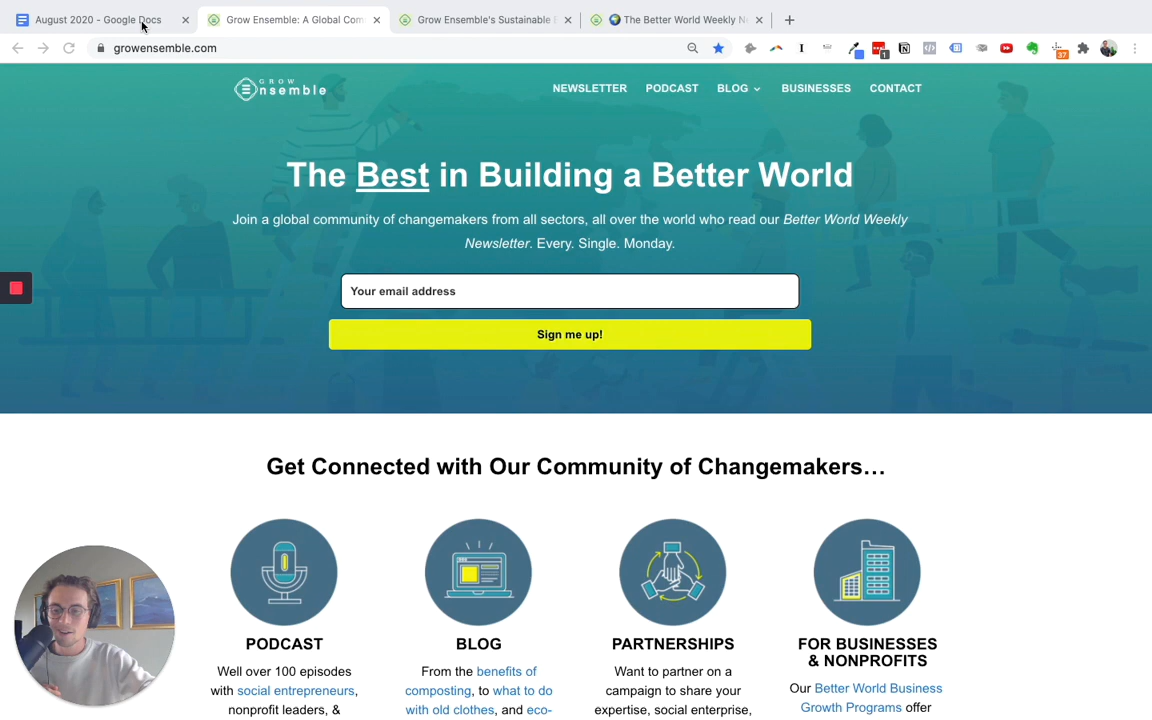 August 2020 - Google Docs
Grow Ensemble: A Global Com
Grow Ensemble's Sustainable
The Better World Weekly N
growensemble.com
1
37
GROW
Ensemble
NEWSLETTER
PODCAST
BLOG
BUSINESSES
CONTACT
The Best in Building a Better World
Join a global community of changemakers from all sectors, all over the world who read our Better World Weekly
Newsletter. Every. Single. Monday.
Your email address
Sign me up!
Get Connected with Our Community of Changemakers…
PODCAST
Well over 100 episodes
with social entrepreneurs,
nonprofit leaders, &
BLOG
From the benefits of
composting, to what to do
with old clothes, and eco-
PARTNERSHIPS
Want to partner on a
campaign to share your
expertise, social enterprise,
FOR BUSINESSES
& NONPROFITS
Our Better World Business
Growth Programs offer